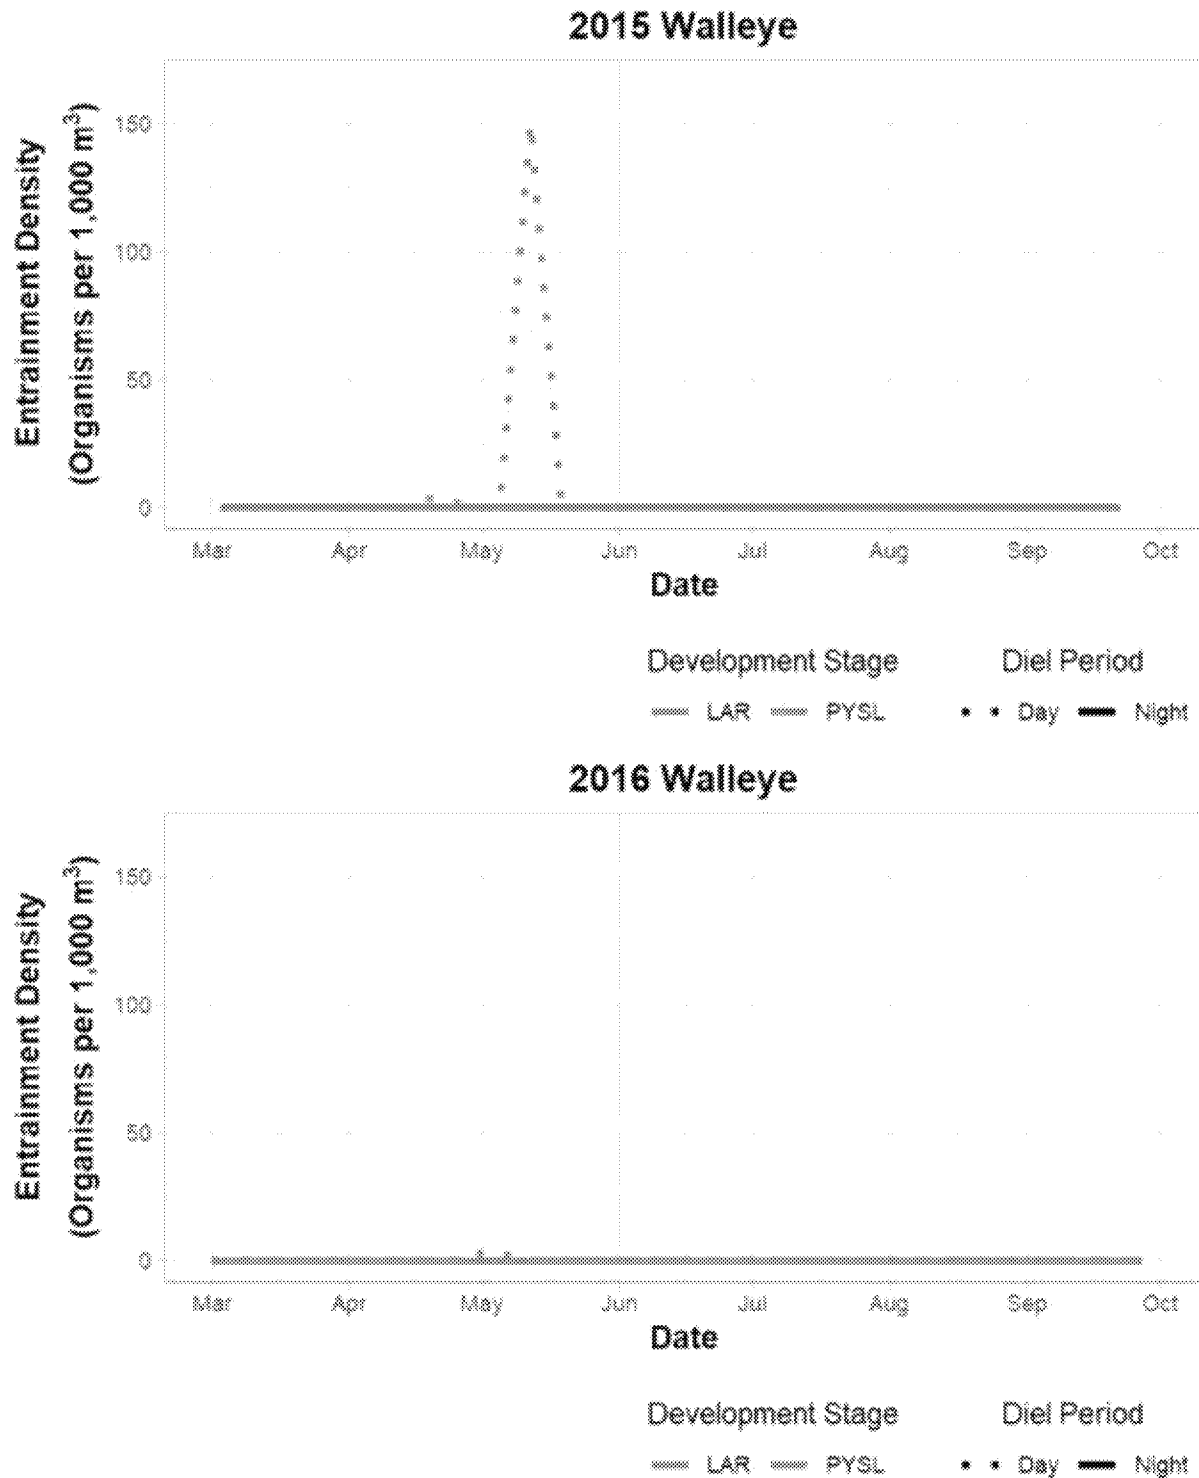 2015 Walleye
Entrainment Density
(Organisms per 1,000 m³)
150
100
50
0
Mar Apr May Jun Jul Aug Sep Oct
Date
Development Stage Diel Period
LAR PYSL Day Night
2016 Walleye
Entrainment Density
(Organisms per 1,000 m³)
150
100
50
0
Mar Apr May Jun Jul Aug Sep Oct
Date
Development Stage Diel Period
LAR PYSL Day Night